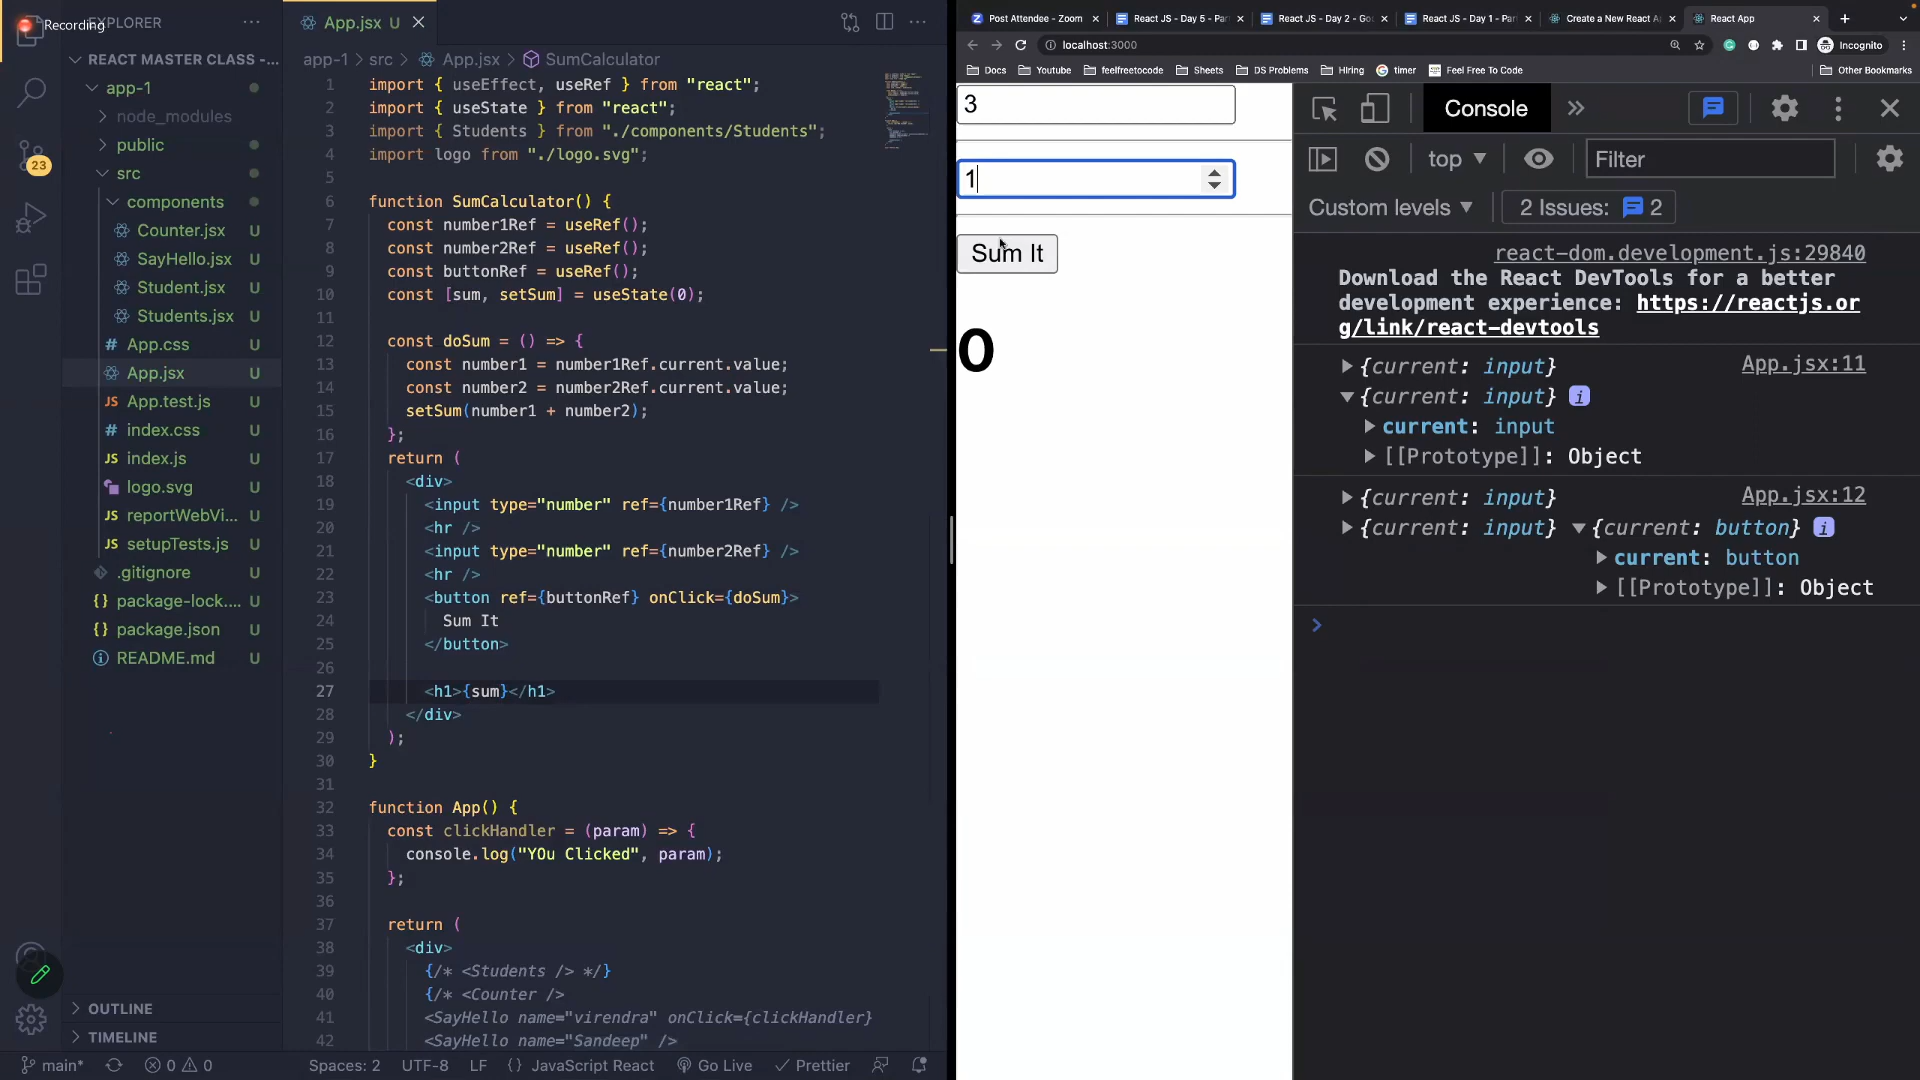 Recording
EXPLORER
REACT MASTER CLASS -...
app-1
node_modules
public
src
components
Counter.jsx U
SayHello.jsx U
Student.jsx U
Students.jsx U
App.css U
App.jsx U
App.test.js U
index.css U
index.js U
logo.svg U
reportWebVi... U
setupTests.js U
.gitignore U
package-lock.... U
package.json U
README.md U
23
OUTLINE
TIMELINE
App.jsx U
app-1 > src > App.jsx > SumCalculator
1 import { useEffect, useRef } from "react";
2 import { useState } from "react";
3 import { Students } from "./components/Students";
4 import logo from "./logo.svg";
5
6 function SumCalculator() {
7 const number1Ref = useRef();
8 const number2Ref = useRef();
9 const buttonRef = useRef();
10 const [sum, setSum] = useState(0);
11
12 const doSum = () => {
13 const number1 = number1Ref.current.value;
14 const number2 = number2Ref.current.value;
15 setSum(number1 + number2);
16 };
17 return (
18 <div>
19 <input type="number" ref={number1Ref} />
20 <hr />
21 <input type="number" ref={number2Ref} />
22 <hr />
23 <button ref={buttonRef} onClick={doSum}>
24 Sum It
25 </button>
26
27 <h1>{sum}</h1>
28 </div>
29 );
30 }
31
32 function App() {
33 const clickHandler = (param) => {
34 console.log("YOu Clicked", param);
35 };
36
37 return (
38 <div>
39 {/* <Students /> */}
40 {/* <Counter />
41 <SayHello name="virendra" onClick={clickHandler}
42 <SayHello name="Sandeep" />
main* 0 0 Spaces: 2 UTF-8 LF {} JavaScript React Go Live Prettier
Post Attendee - Zoom
React JS - Day 5 - Par
React JS - Day 2 - Go
React JS - Day 1 - Par
Create a New React A
React App
localhost:3000
Incognito
Docs Youtube feelfreetocode Sheets DS Problems Hiring timer Feel Free To Code Other Bookmarks
3
1
Sum It
0
Console
top Filter
Custom levels 2 Issues: 2
react-dom.development.js:29840
Download the React DevTools for a better
development experience: https://reactjs.or
g/link/react-devtools
{current: input} App.jsx:11
{current: input} i
current: input
[[Prototype]]: Object
{current: input} App.jsx:12
{current: input} {current: button} i
current: button
[[Prototype]]: Object